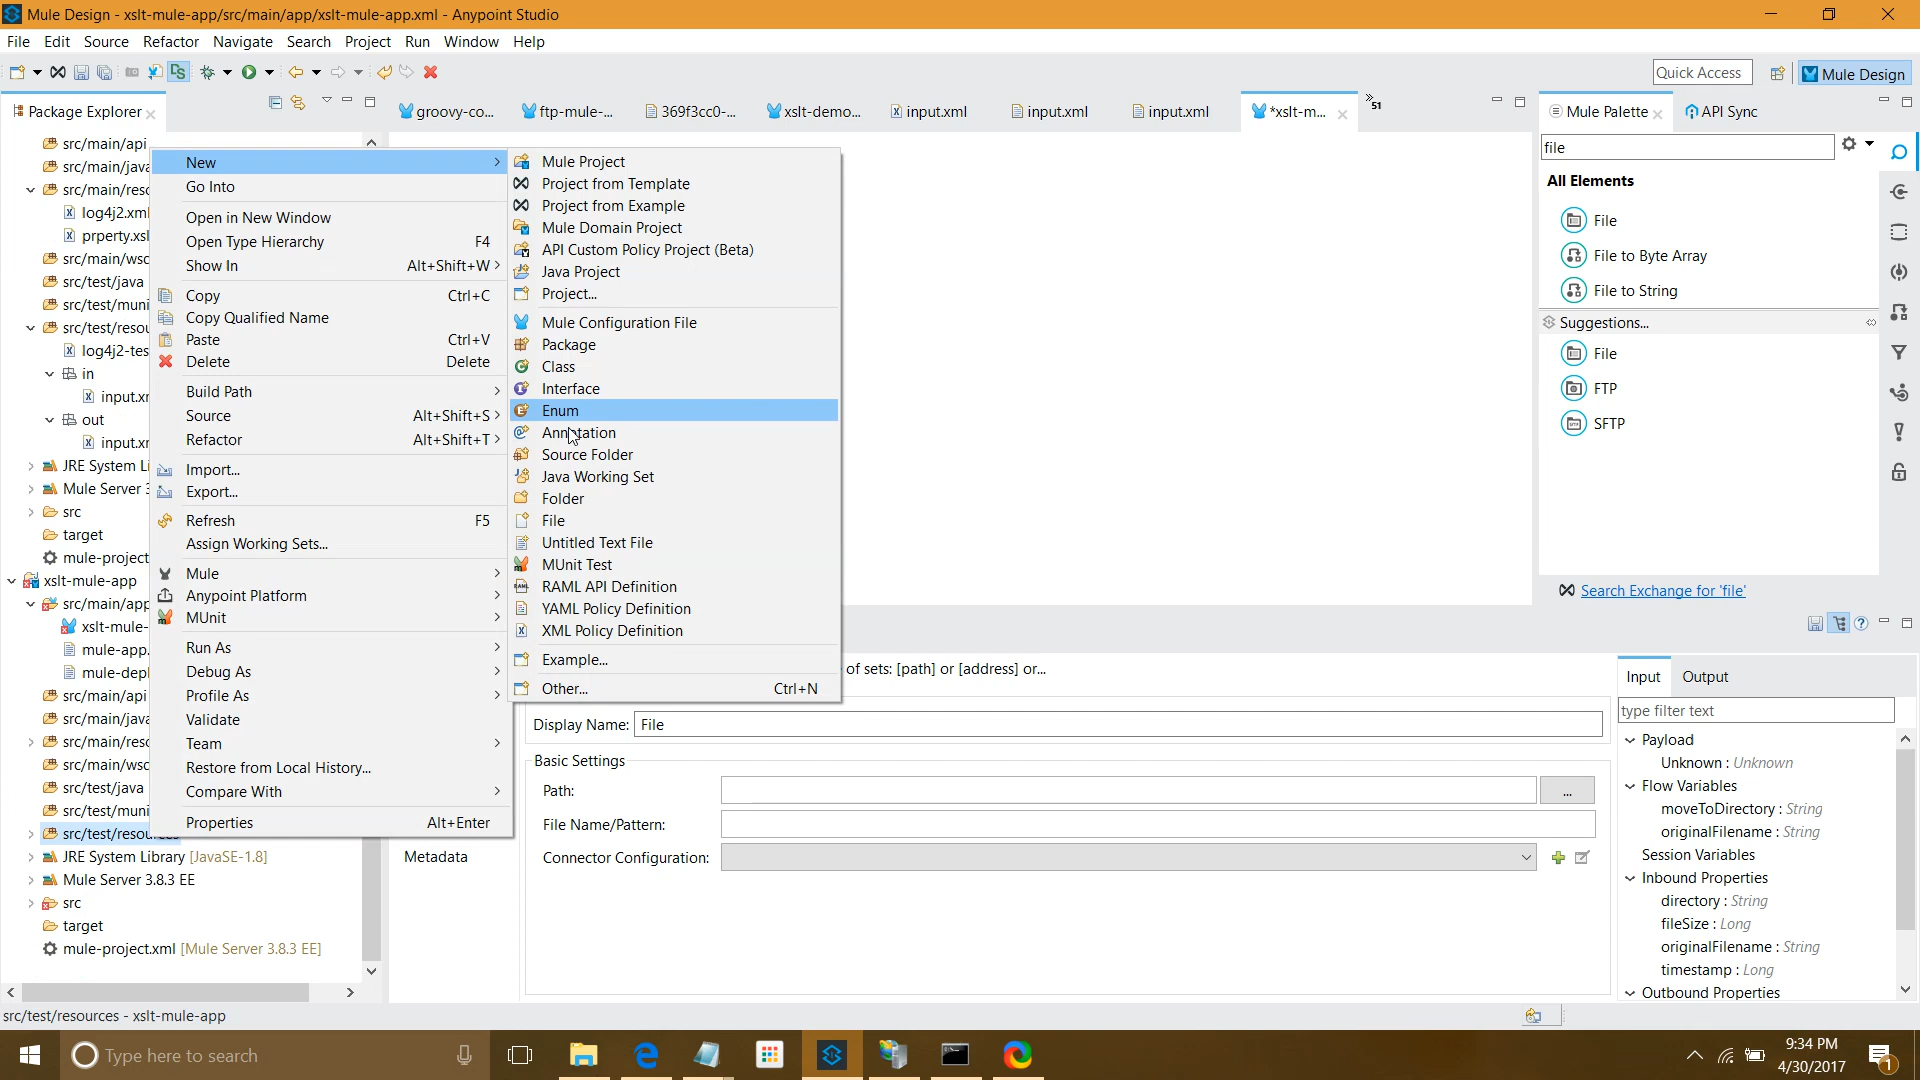 Mule Design - xslt-mule-app/src/main/app/xslt-mule-app.xml - Anypoint Studio
File Edit Source Refactor Navigate Search Project Run Window Help
Quick Access
Mule Design
Package Explorer
groovy-co...
ftp-mule-...
369f3cc0-...
xslt-demo...
input.xml
input.xml
input.xml
*xslt-m...
51
Mule Palette
API Sync
src/main/api
src/main/java
src/main/resc
log4j2.xml
prperty.xsl
src/main/wsc
src/test/java
src/test/muni
src/test/resou
log4j2-tes
in
input.xm
out
input.xm
JRE System Li
Mule Server 3
src
target
mule-project
xslt-mule-app
src/main/app
xslt-mule-
mule-app.
mule-depl
src/main/api
src/main/java
src/main/resc
src/main/wsc
src/test/java
src/test/muni
src/test/resources
JRE System Library [JavaSE-1.8]
Mule Server 3.8.3 EE
src
target
mule-project.xml [Mule Server 3.8.3 EE]
New
Go Into
Open in New Window
Open Type Hierarchy F4
Show In Alt+Shift+W
Copy Ctrl+C
Copy Qualified Name
Paste Ctrl+V
Delete Delete
Build Path
Source Alt+Shift+S
Refactor Alt+Shift+T
Import...
Export...
Refresh F5
Assign Working Sets...
Mule
Anypoint Platform
MUnit
Run As
Debug As
Profile As
Validate
Team
Restore from Local History...
Compare With
Properties Alt+Enter
Mule Project
Project from Template
Project from Example
Mule Domain Project
API Custom Policy Project (Beta)
Java Project
Project...
Mule Configuration File
Package
Class
Interface
Enum
Annotation
Source Folder
Java Working Set
Folder
File
Untitled Text File
MUnit Test
RAML API Definition
YAML Policy Definition
XML Policy Definition
Example...
Other... Ctrl+N
file
All Elements
File
File to Byte Array
File to String
Suggestions...
File
FTP
SFTP
Search Exchange for 'file'
of sets: [path] or [address] or...
Display Name: File
Basic Settings
Path:
...
File Name/Pattern:
Connector Configuration:
Metadata
Input
Output
type filter text
Payload
Unknown : Unknown
Flow Variables
moveToDirectory : String
originalFilename : String
Session Variables
Inbound Properties
directory : String
fileSize : Long
originalFilename : String
timestamp : Long
Outbound Properties
src/test/resources - xslt-mule-app
Type here to search
9:34 PM
4/30/2017
1